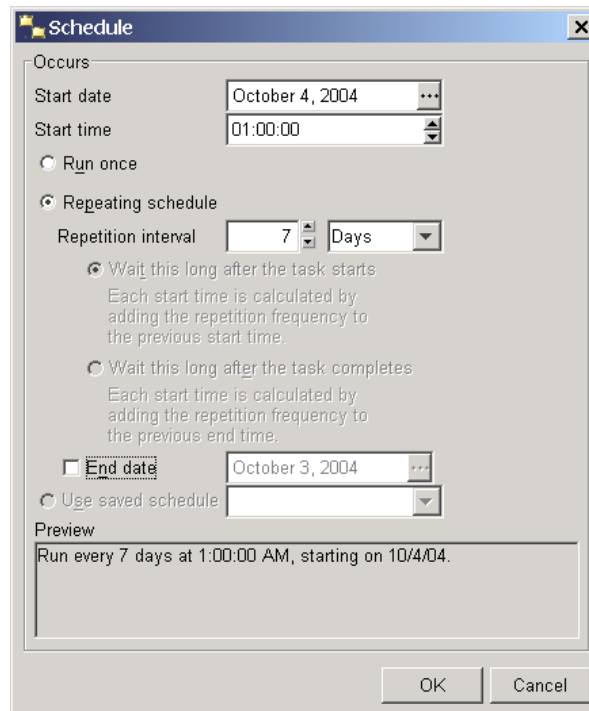 Schedule
Occurs
Start date October 4, 2004 ...
Start time 01:00:00
Run once
Repeating schedule
Repetition interval 7 Days
Wait this long after the task starts
Each start time is calculated by
adding the repetition frequency to
the previous start time.
Wait this long after the task completes
Each start time is calculated by
adding the repetition frequency to
the previous end time.
End date October 3, 2004 ...
Use saved schedule
Preview
Run every 7 days at 1:00:00 AM, starting on 10/4/04.
OK Cancel